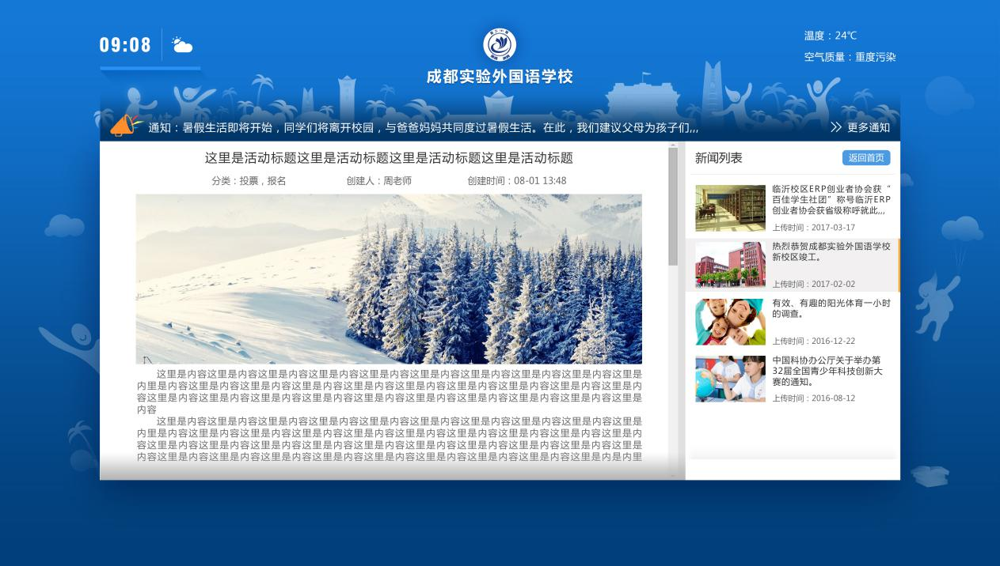 09:08
温度：24℃
空气质量：重度污染
成都实验外国语学校
通知：暑假生活即将开始，同学们将离开校园，与爸爸妈妈共同度过暑假生活。在此，我们建议父母为孩子们,,,
更多通知
这里是活动标题这里是活动标题这里是活动标题这里是活动标题
分类：投票，报名
创建人：周老师
创建时间：08-01 13:48
这里是内容这里是内容这里是内容这里是内容这里是内容这里是内容这里是内容这里是内容这里是内容这里是
内里是内容这里是内容这里是内容这里是内容这里是内容这里是内容这里是内容这里是内容这里是内容这里是内
容这里是内容这里是内容这里是内容这里是内容这里是内容这里是内容这里是内容这里是内容这里是内容这里是
内容
这里是内容这里是内容这里是内容这里是内容这里是内容这里是内容这里是内容这里是内容这里是内容这里是
内里是内容这里是内容这里是内容这里是内容这里是内容这里是内容这里是内容这里是内容这里是内容这里是内
容这里是内容这里是内容这里是内容这里是内容这里是内容这里是内容这里是内容这里是内容这里是内容这里是
内容这里是内容这里是内容这里是内容这里是内容这里是内容这里是内容这里是内容这里是内容这里是内是内里
新闻列表
返回首页
临沂校区ERP创业者协会获“
百佳学生社团”称号临沂ERP
创业者协会获省级称呼就此,,,
上传时间：2017-03-17
热烈恭贺成都实验外国语学校
新校区竣工。
上传时间：2017-02-02
有效、有趣的阳光体育一小时
的调查。
上传时间：2016-12-22
中国科协办公厅关于举办第
32届全国青少年科技创新大
赛的通知。
上传时间：2016-08-12